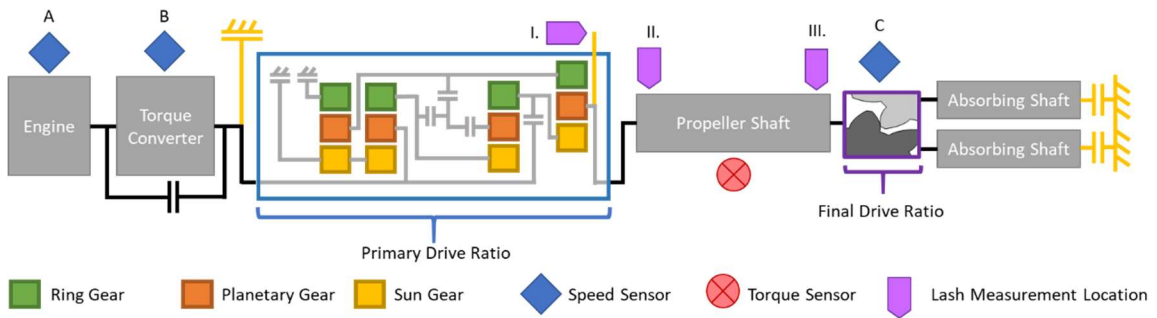 A
B
I.
II.
III.
C
Engine
Torque
Converter
Propeller Shaft
Absorbing Shaft
Absorbing Shaft
Final Drive Ratio
Primary Drive Ratio
Ring Gear
Planetary Gear
Sun Gear
Speed Sensor
Torque Sensor
Lash Measurement Location